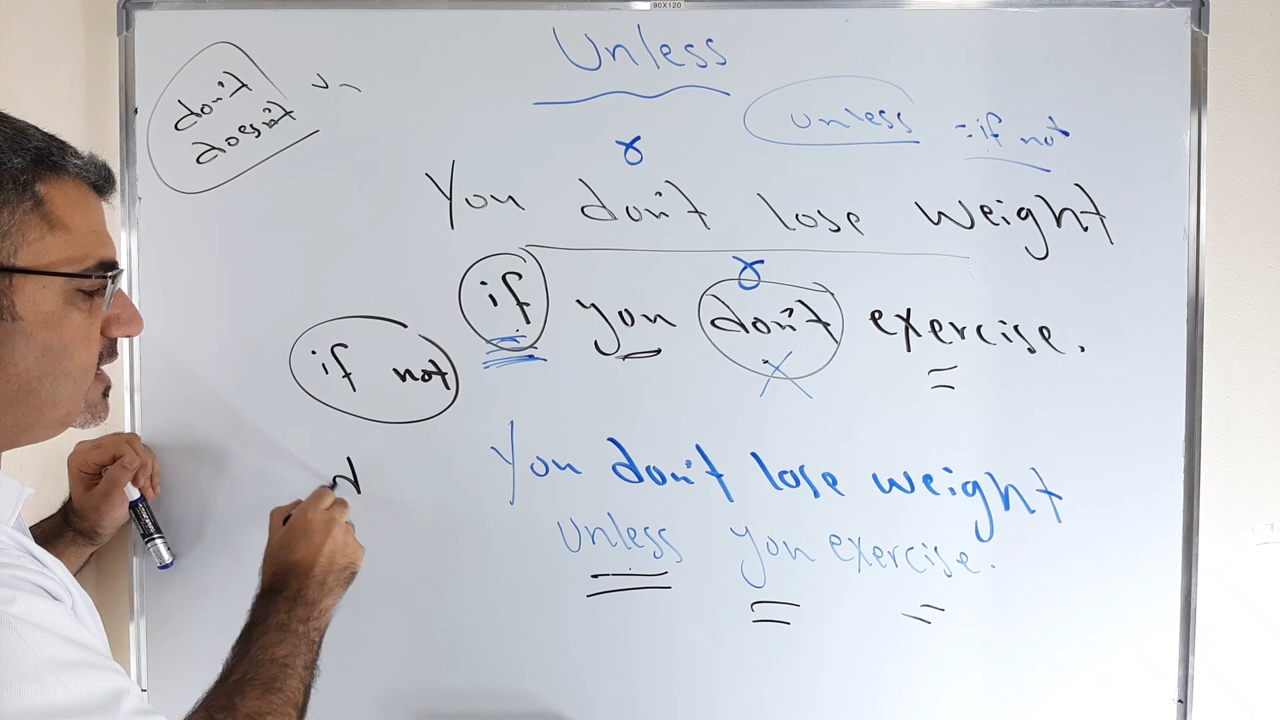 90X120
Unless
don't
doesn't
unless = if not
You don't lose weight
if you don't exercise.
if not
You don't lose weight
unless you exercise.